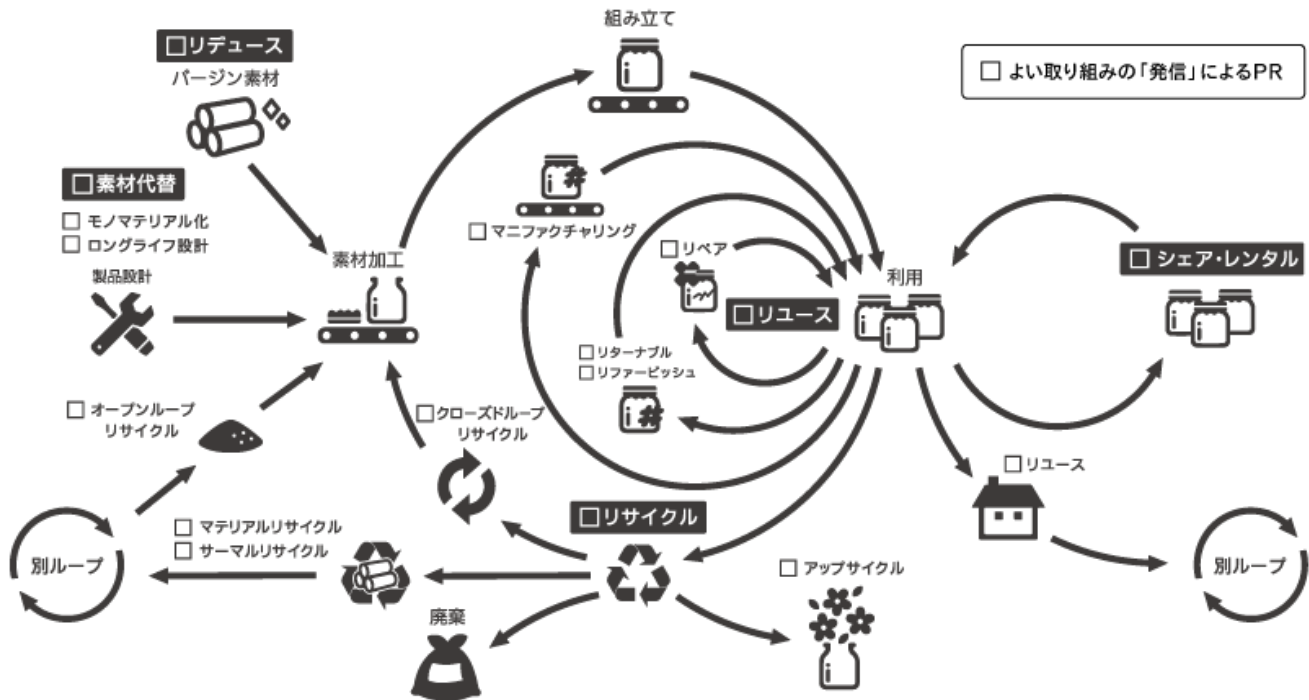 組み立て
□リデュース
バージン素材
□ よい取り組みの「発信」によるPR
□素材代替
□ モノマテリアル化
□ ロングライフ設計
製品設計
素材加工
□ マニファクチャリング
□ リペア
□リユース
利用
□ シェア・レンタル
□ リターナブル
□ リファービッシュ
□ オープンループ
リサイクル
□ クローズドループ
リサイクル
□ リユース
□リサイクル
□ マテリアルリサイクル
□ サーマルリサイクル
別ループ
□ アップサイクル
別ループ
廃棄